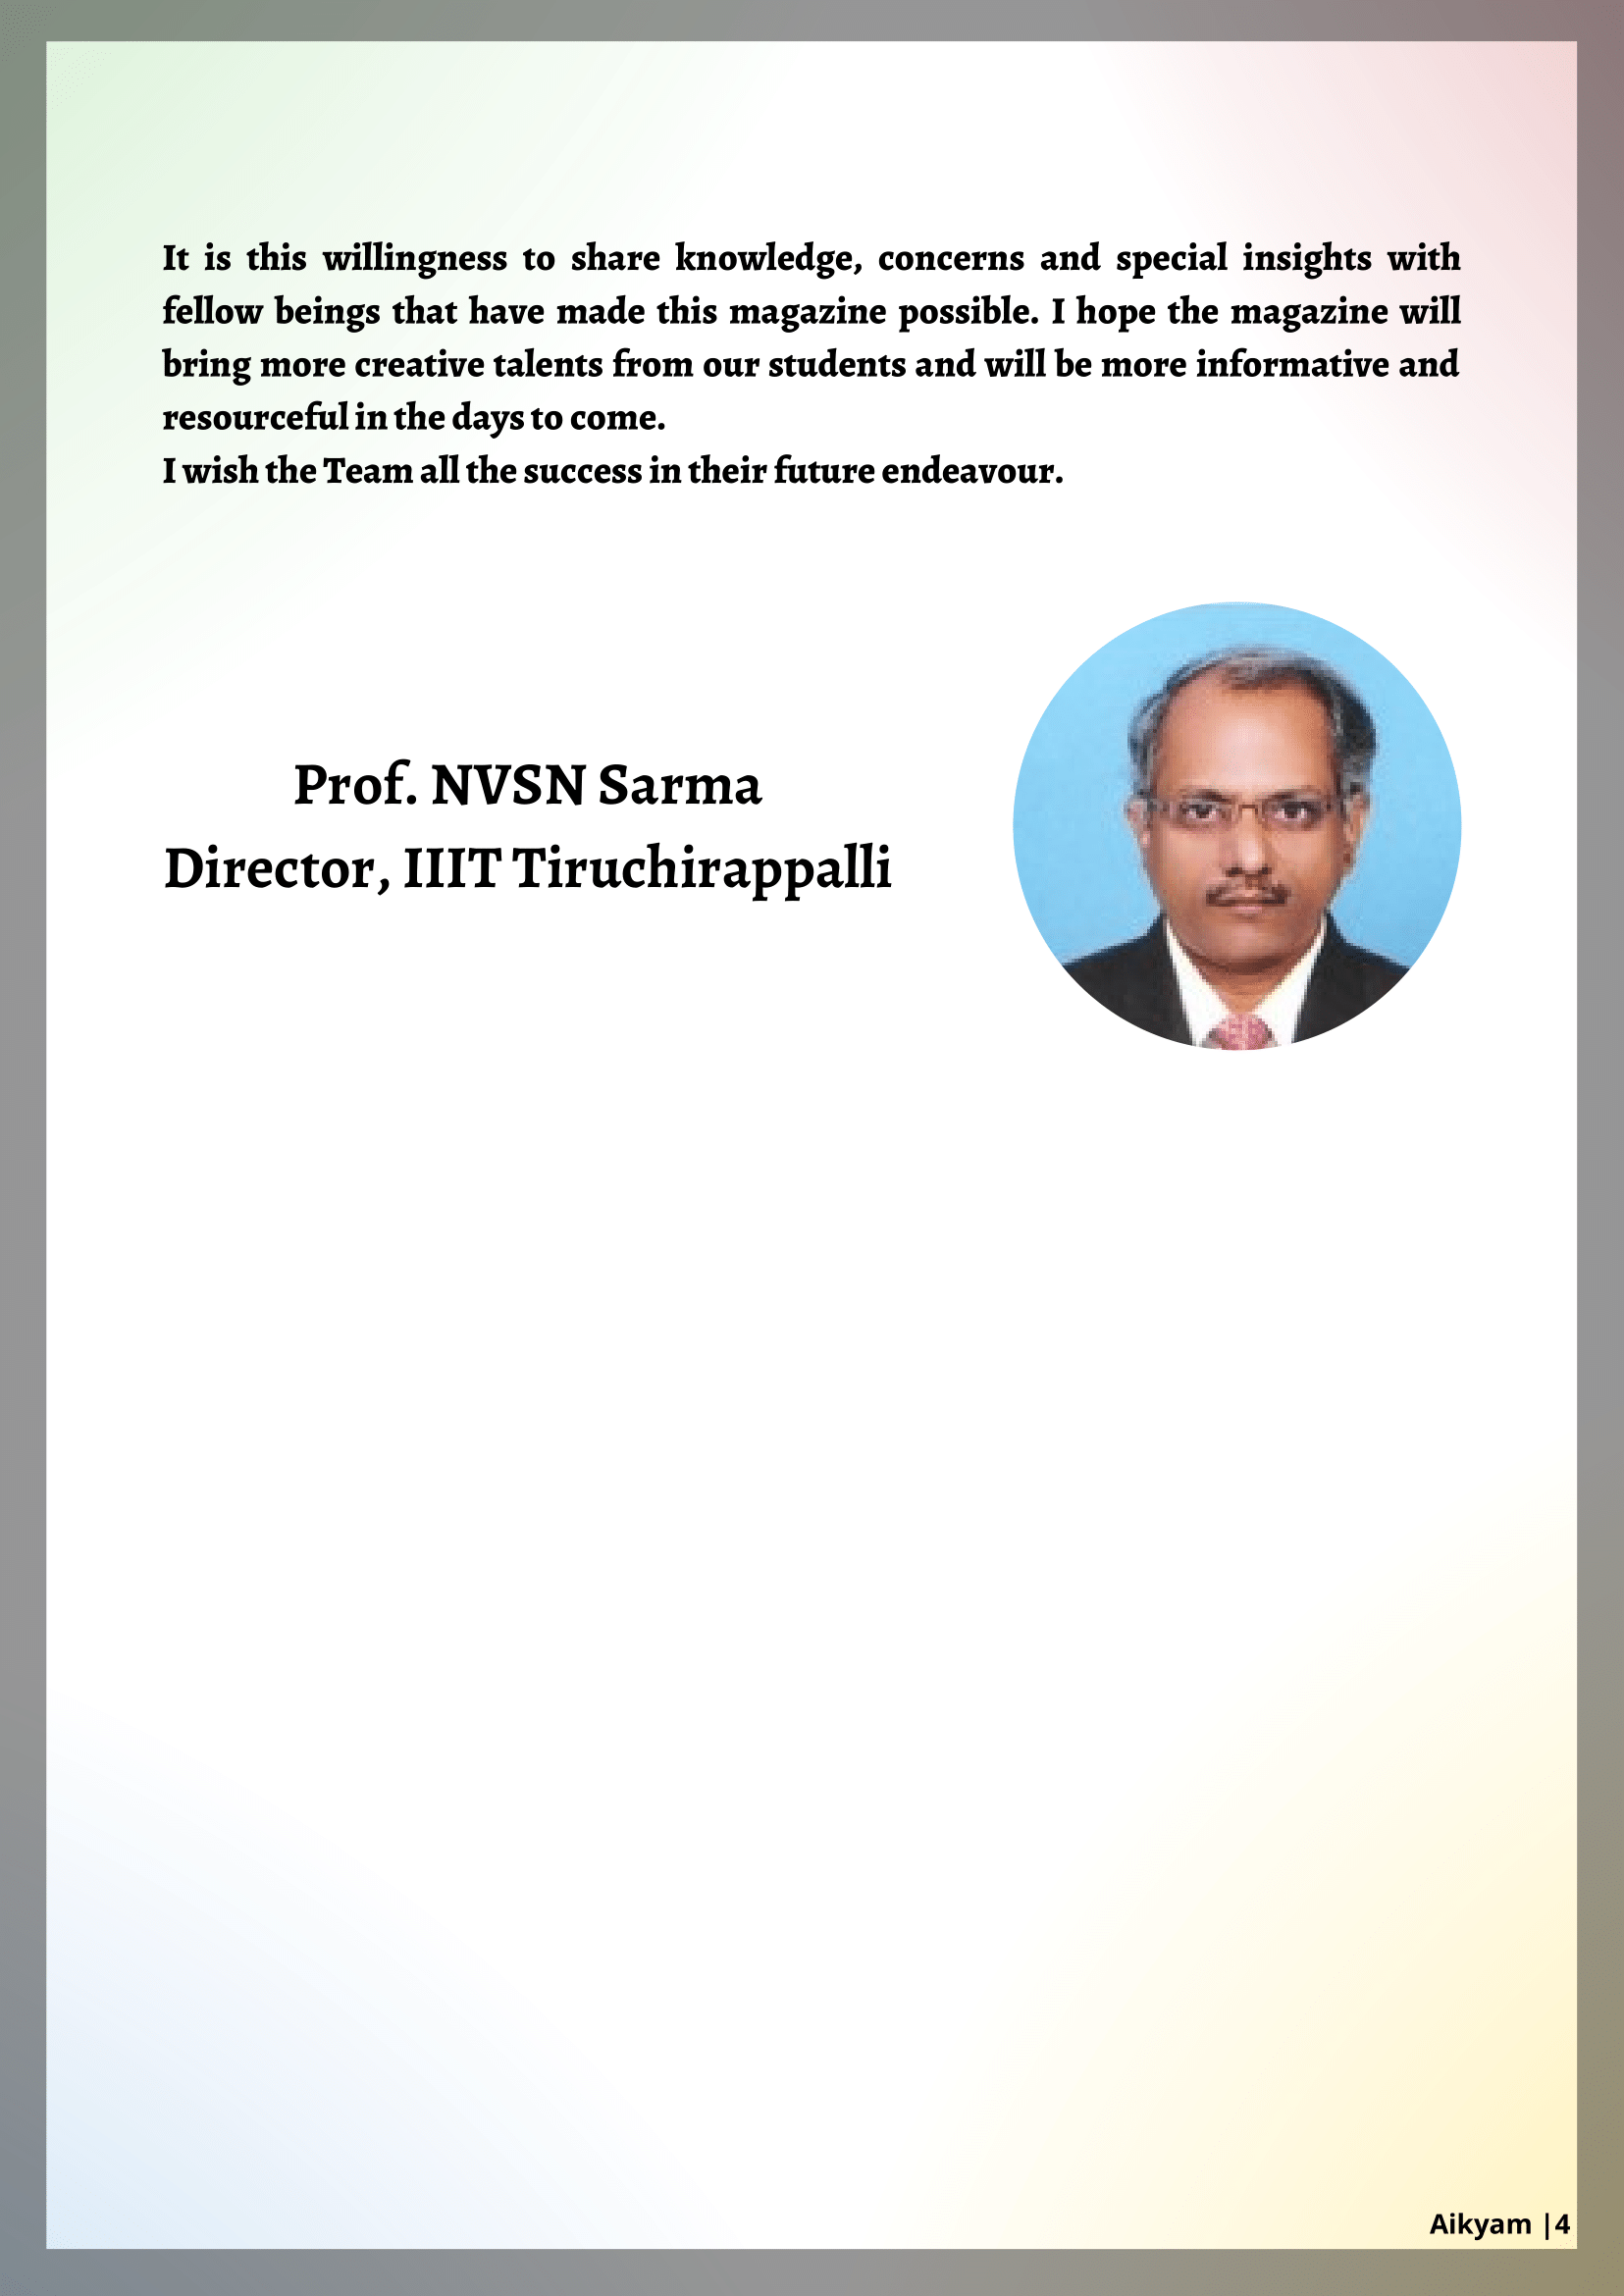 It is this willingness to share knowledge, concerns and special insights with
fellow beings that have made this magazine possible. I hope the magazine will
bring more creative talents from our students and will be more informative and
resourceful in the days to come.
I wish the Team all the success in their future endeavour.
Prof. NVSN Sarma
Director, IIIT Tiruchirappalli
Aikyam |4